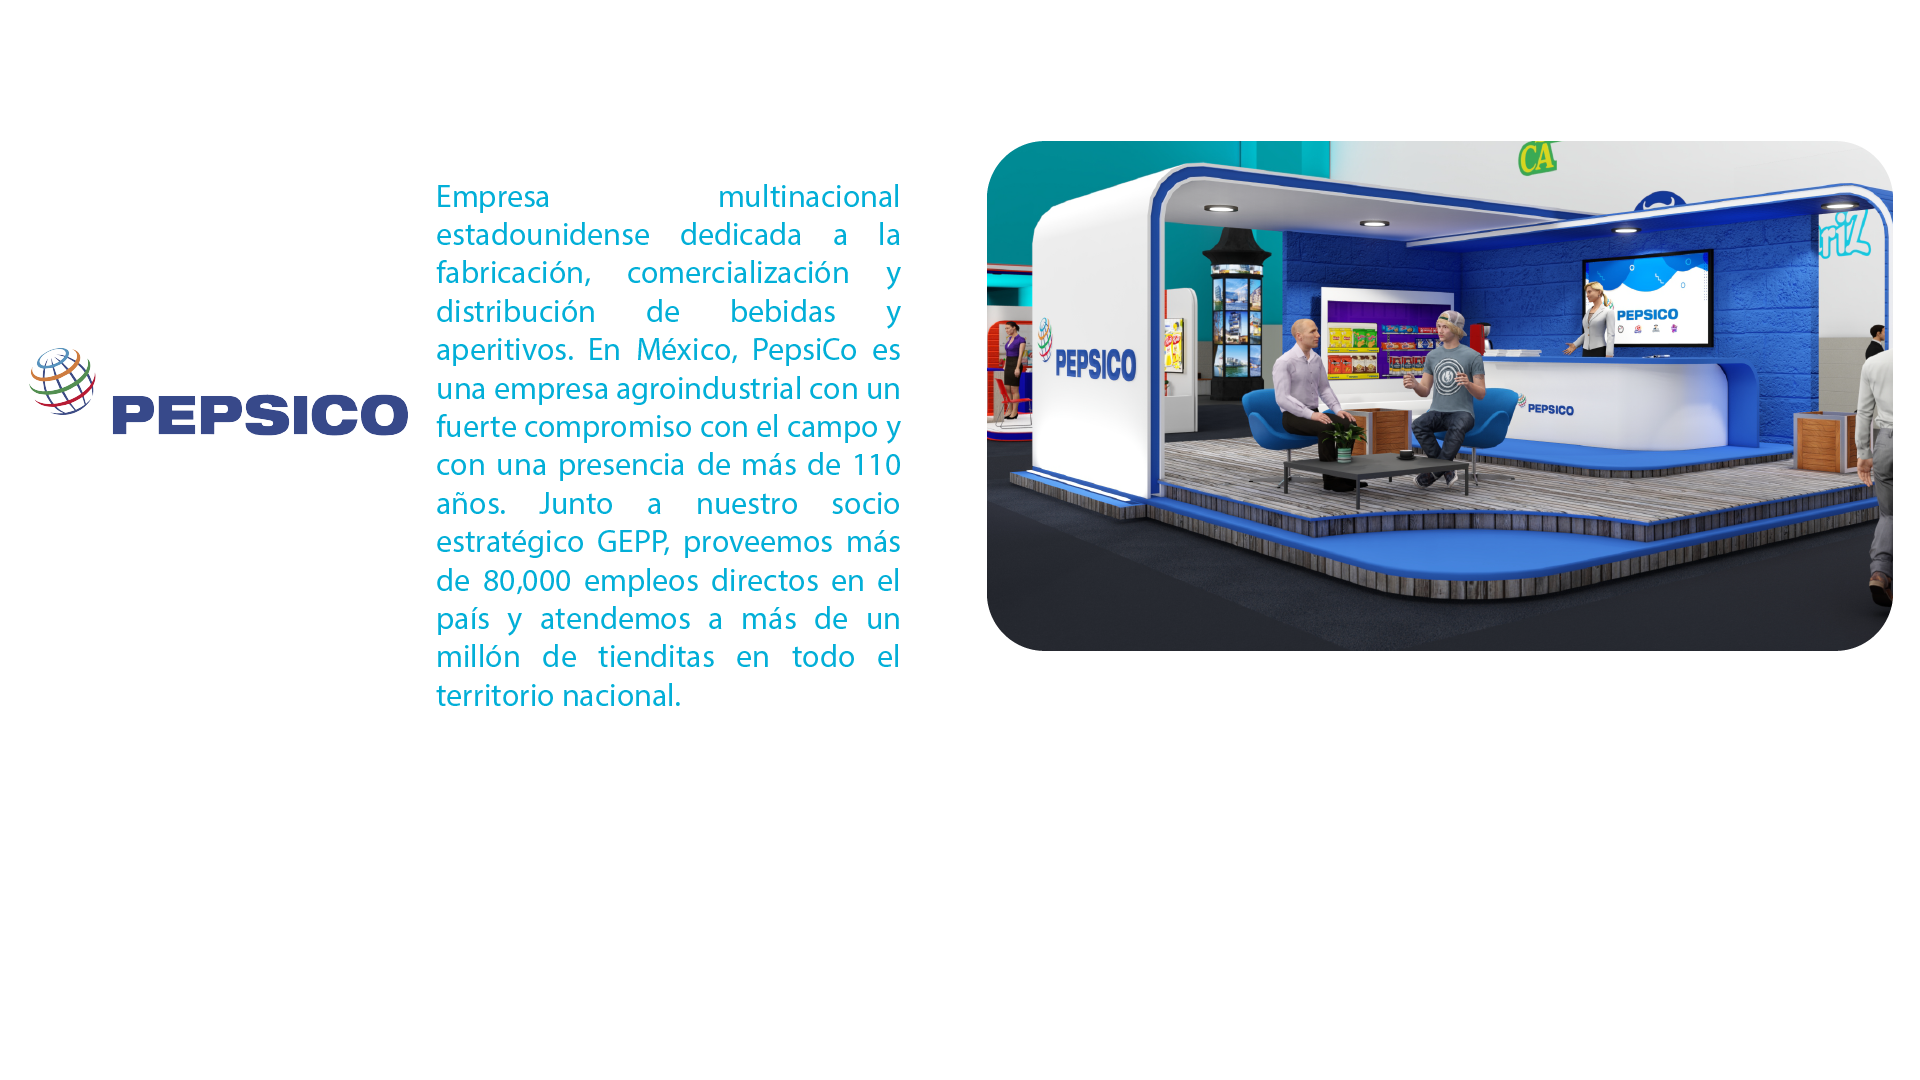 PEPSICO
Empresa multinacional
estadounidense dedicada a la
fabricación, comercialización y
distribución de bebidas y
aperitivos. En México, PepsiCo es
una empresa agroindustrial con un
fuerte compromiso con el campo y
con una presencia de más de 110
años. Junto a nuestro socio
estratégico GEPP, proveemos más
de 80,000 empleos directos en el
país y atendemos a más de un
millón de tienditas en todo el
territorio nacional.
CA
riz
PEPSICO
PEPSICO
PEPSICO